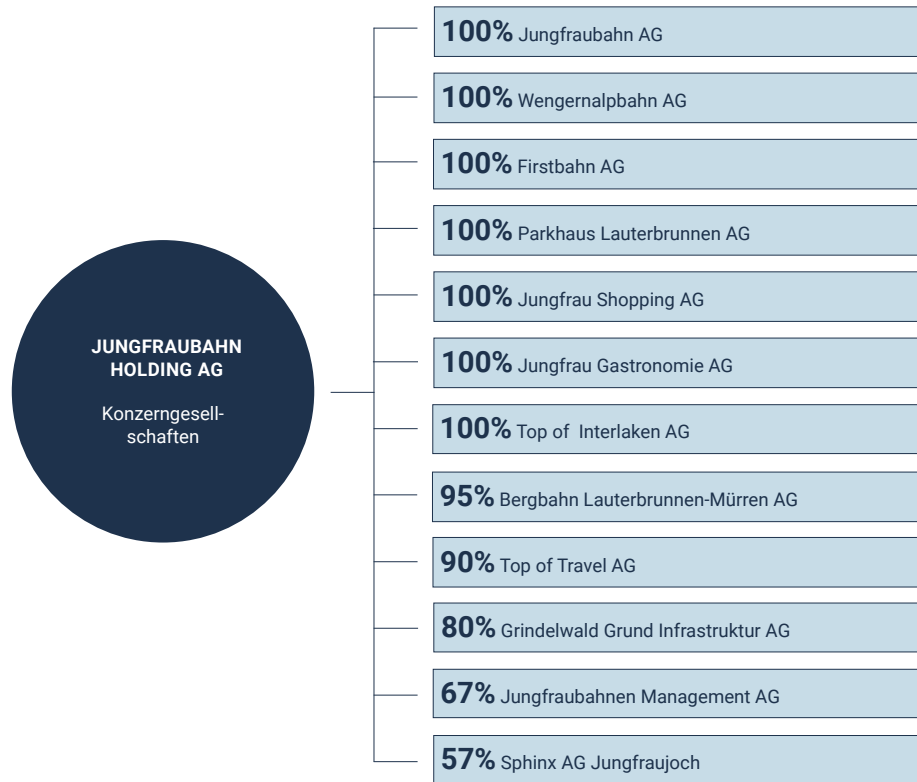 JUNGFRAUBAHN
HOLDING AG
Konzerngesell-
schaften
100% Jungfraubahn AG
100% Wengernalpbahn AG
100% Firstbahn AG
100% Parkhaus Lauterbrunnen AG
100% Jungfrau Shopping AG
100% Jungfrau Gastronomie AG
100% Top of Interlaken AG
95% Bergbahn Lauterbrunnen-Mürren AG
90% Top of Travel AG
80% Grindelwald Grund Infrastruktur AG
67% Jungfraubahnen Management AG
57% Sphinx AG Jungfraujoch